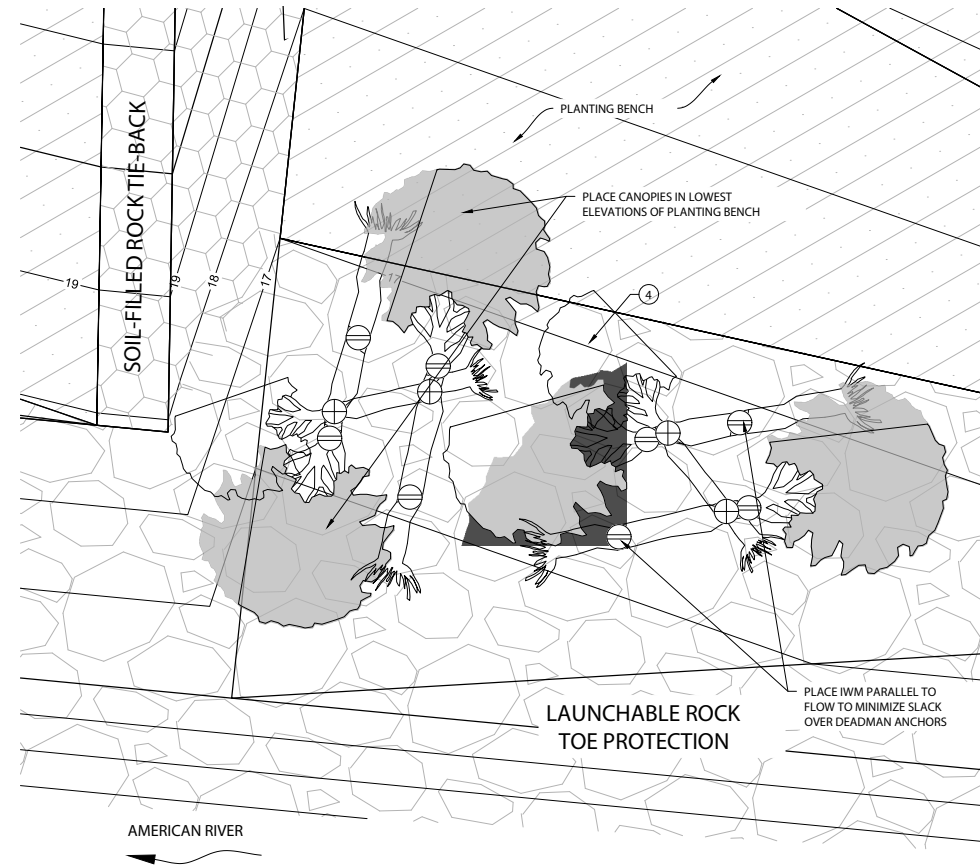 PLANTING BENCH
PLACE CANOPIES IN LOWEST
ELEVATIONS OF PLANTING BENCH
SOIL-FILLED ROCK TIE-BACK
19
19
18
17
17
4
PLACE IWM PARALLEL TO
FLOW TO MINIMIZE SLACK
OVER DEADMAN ANCHORS
LAUNCHABLE ROCK
TOE PROTECTION
AMERICAN RIVER